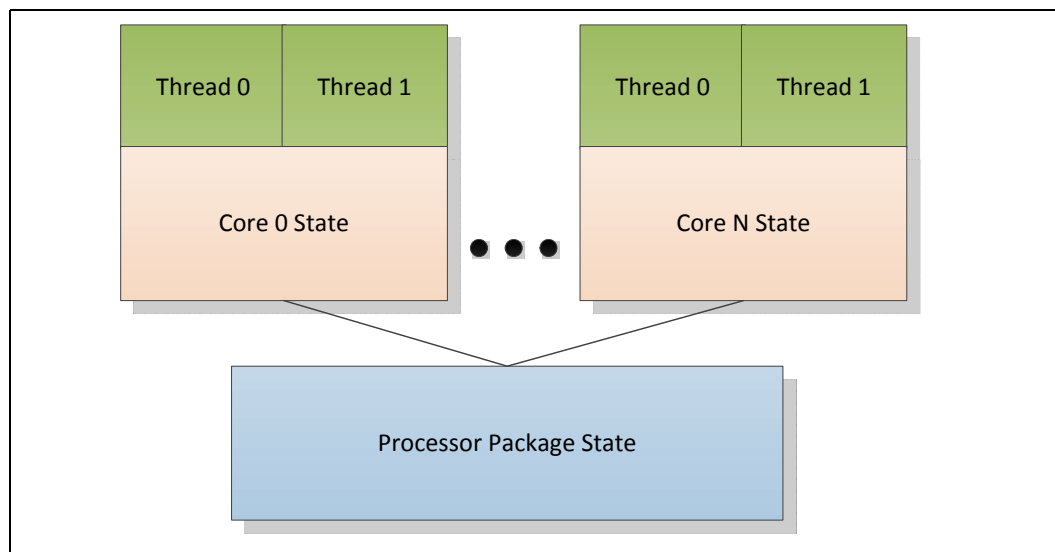 Thread 0
Thread 1
Thread 0
Thread 1
Core 0 State
Core N State
Processor Package State